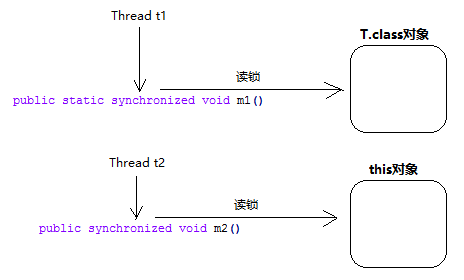 Thread t1
T.class对象
读锁
public static synchronized void m1()
Thread t2
this对象
读锁
public synchronized void m2()